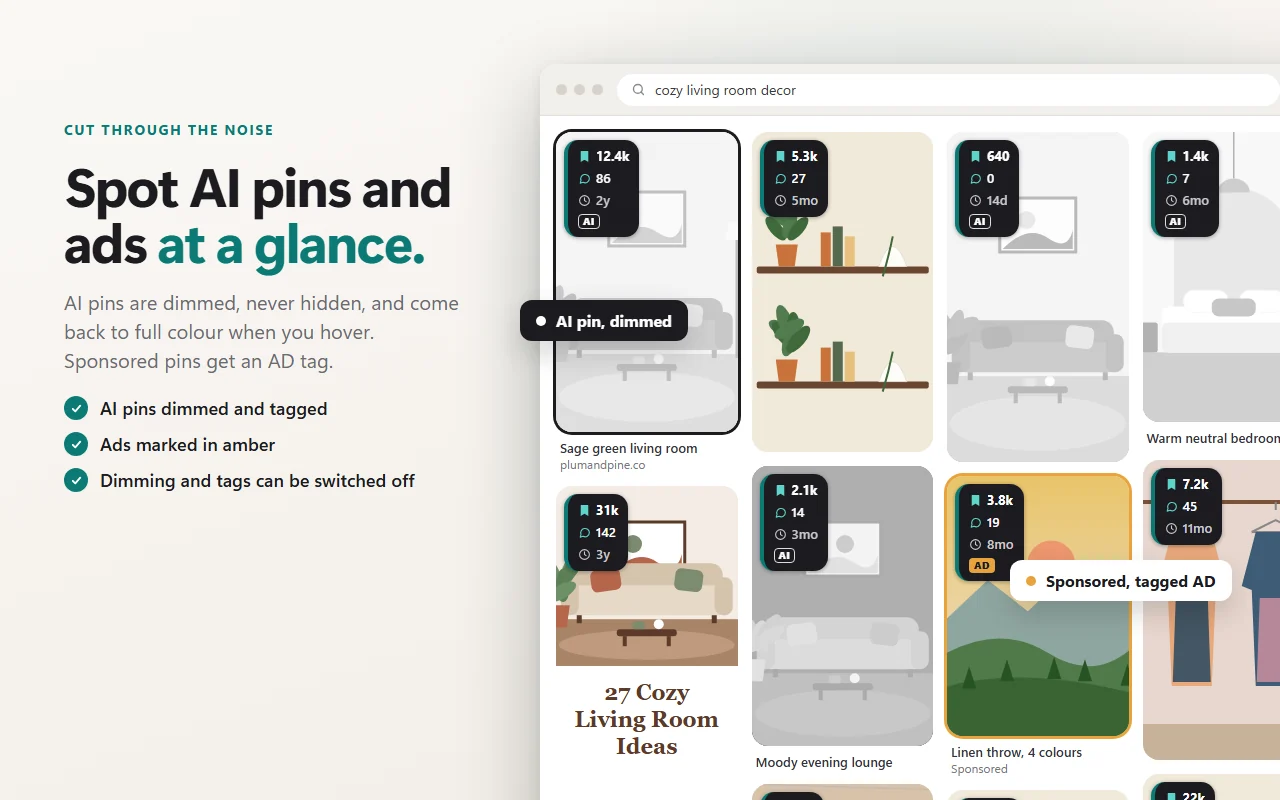 CUT THROUGH THE NOISE
Spot AI pins and
ads at a glance.
AI pins are dimmed, never hidden, and come
back to full colour when you hover.
Sponsored pins get an AD tag.
AI pins dimmed and tagged
Ads marked in amber
Dimming and tags can be switched off
cozy living room decor
12.4k
86
2y
AI
AI pin, dimmed
Sage green living room
plumandpine.co
31k
142
3y
27 Cozy
Living Room
Ideas
5.3k
27
5mo
2.1k
14
3mo
AI
Moody evening lounge
640
0
14d
AI
3.8k
19
8mo
AD
Sponsored, tagged AD
Linen throw, 4 colours
Sponsored
1.4k
7
6mo
AI
Warm neutral bedroom
7.2k
45
11mo
22k